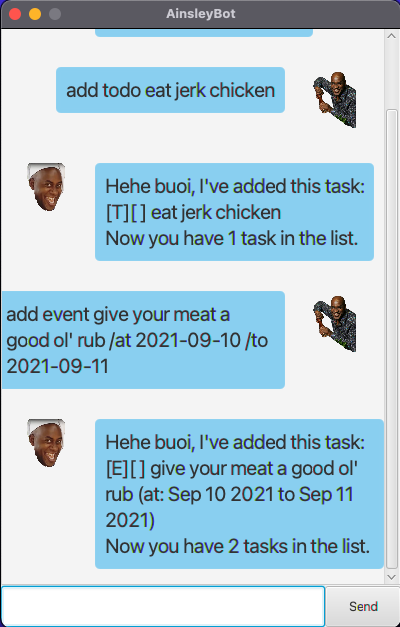 AinsleyBot
add todo eat jerk chicken
Hehe buoi, I've added this task:
[T][ ] eat jerk chicken
Now you have 1 task in the list.
add event give your meat a
good ol' rub /at 2021-09-10 /to
2021-09-11
Hehe buoi, I've added this task:
[E][ ] give your meat a good ol'
rub (at: Sep 10 2021 to Sep 11
2021)
Now you have 2 tasks in the list.
Send